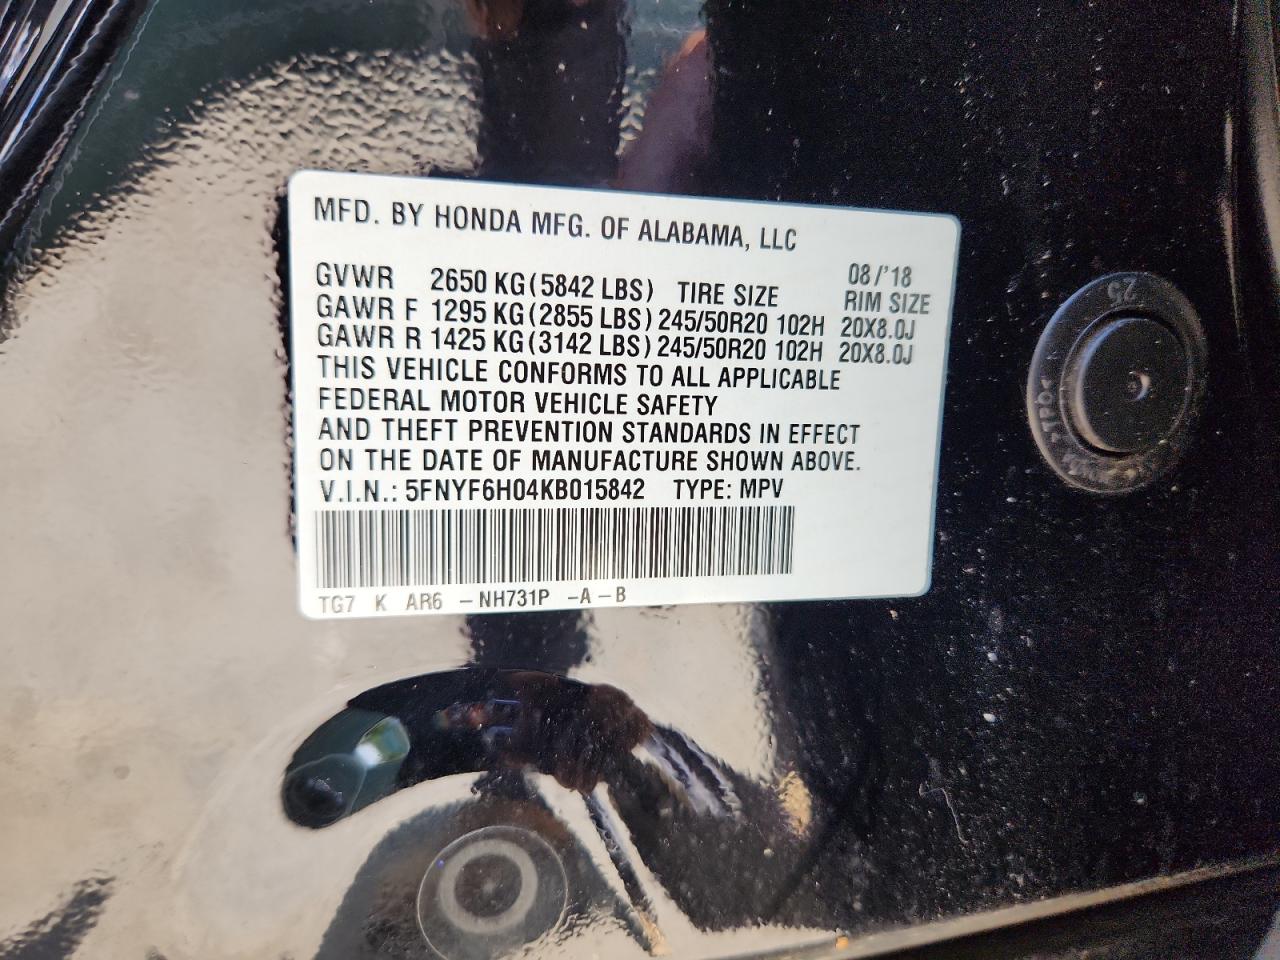 MFD. BY HONDA MFG. OF ALABAMA, LLC
08/'18
GVWR 2650 KG(5842 LBS) TIRE SIZE RIM SIZE
GAWR F 1295 KG(2855 LBS) 245/50R20 102H 20X8.0J
GAWR R 1425 KG(3142 LBS) 245/50R20 102H 20X8.0J
THIS VEHICLE CONFORMS TO ALL APPLICABLE
FEDERAL MOTOR VEHICLE SAFETY
AND THEFT PREVENTION STANDARDS IN EFFECT
ON THE DATE OF MANUFACTURE SHOWN ABOVE.
V.I.N.: 5FNYF6H04KB015842 TYPE: MPV
TG7 K AR6 -NH731P -A-B
25